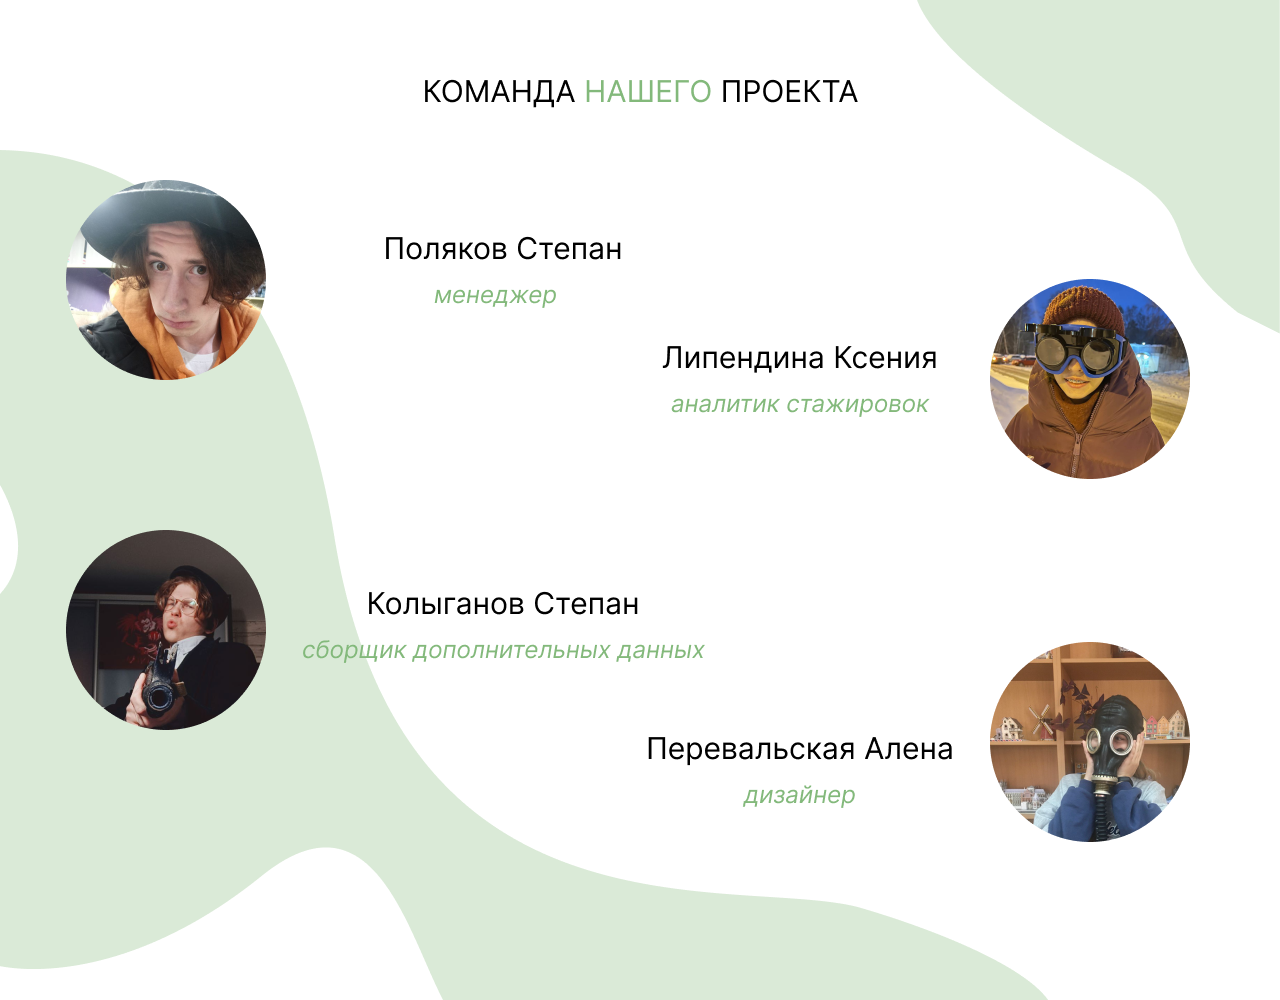 КОМАНДА НАШЕГО ПРОЕКТА
Поляков Степан
менеджер
Липендина Ксения
аналитик стажировок
Колыганов Степан
сборщик дополнительных данных
Перевальская Алена
дизайнер